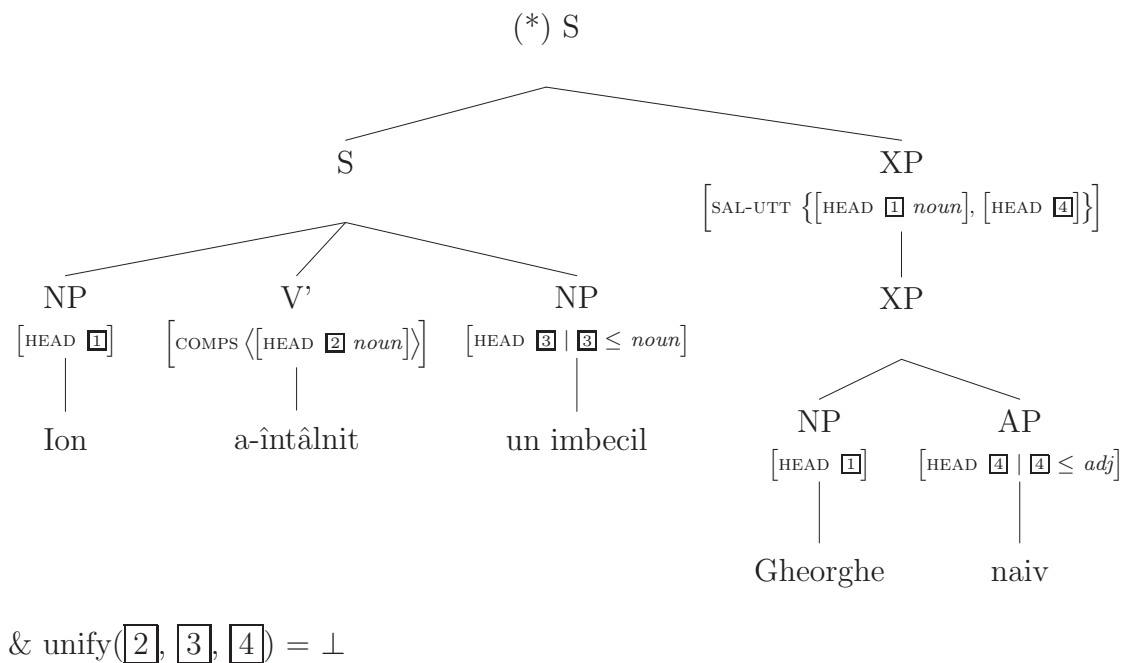 (*) S
S XP
[SAL-UTT {[HEAD 1 noun], [HEAD 4]}]
NP V' NP XP
[HEAD 1] [COMPS ⟨[HEAD 2 noun]⟩] [HEAD 3 | 3 ≤ noun]
Ion a-întâlnit un imbecil NP AP
[HEAD 1] [HEAD 4 | 4 ≤ adj]
Gheorghe naiv
& unify(2, 3, 4) = ⊥